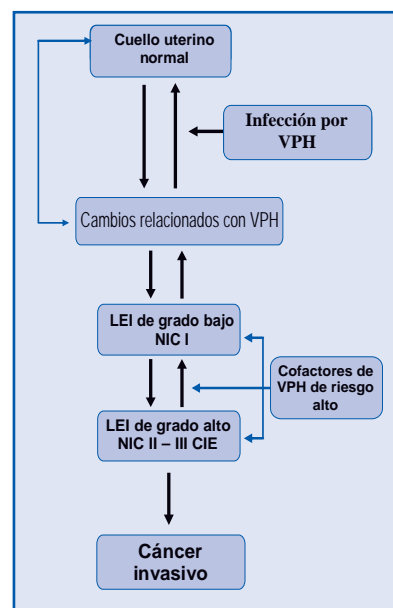 Cuello uterino
normal
Infección por
VPH
Cambios relacionados con VPH
LEI de grado bajo
NIC I
Cofactores de
VPH de riesgo
alto
LEI de grado alto
NIC II – III CIE
Cáncer
invasivo